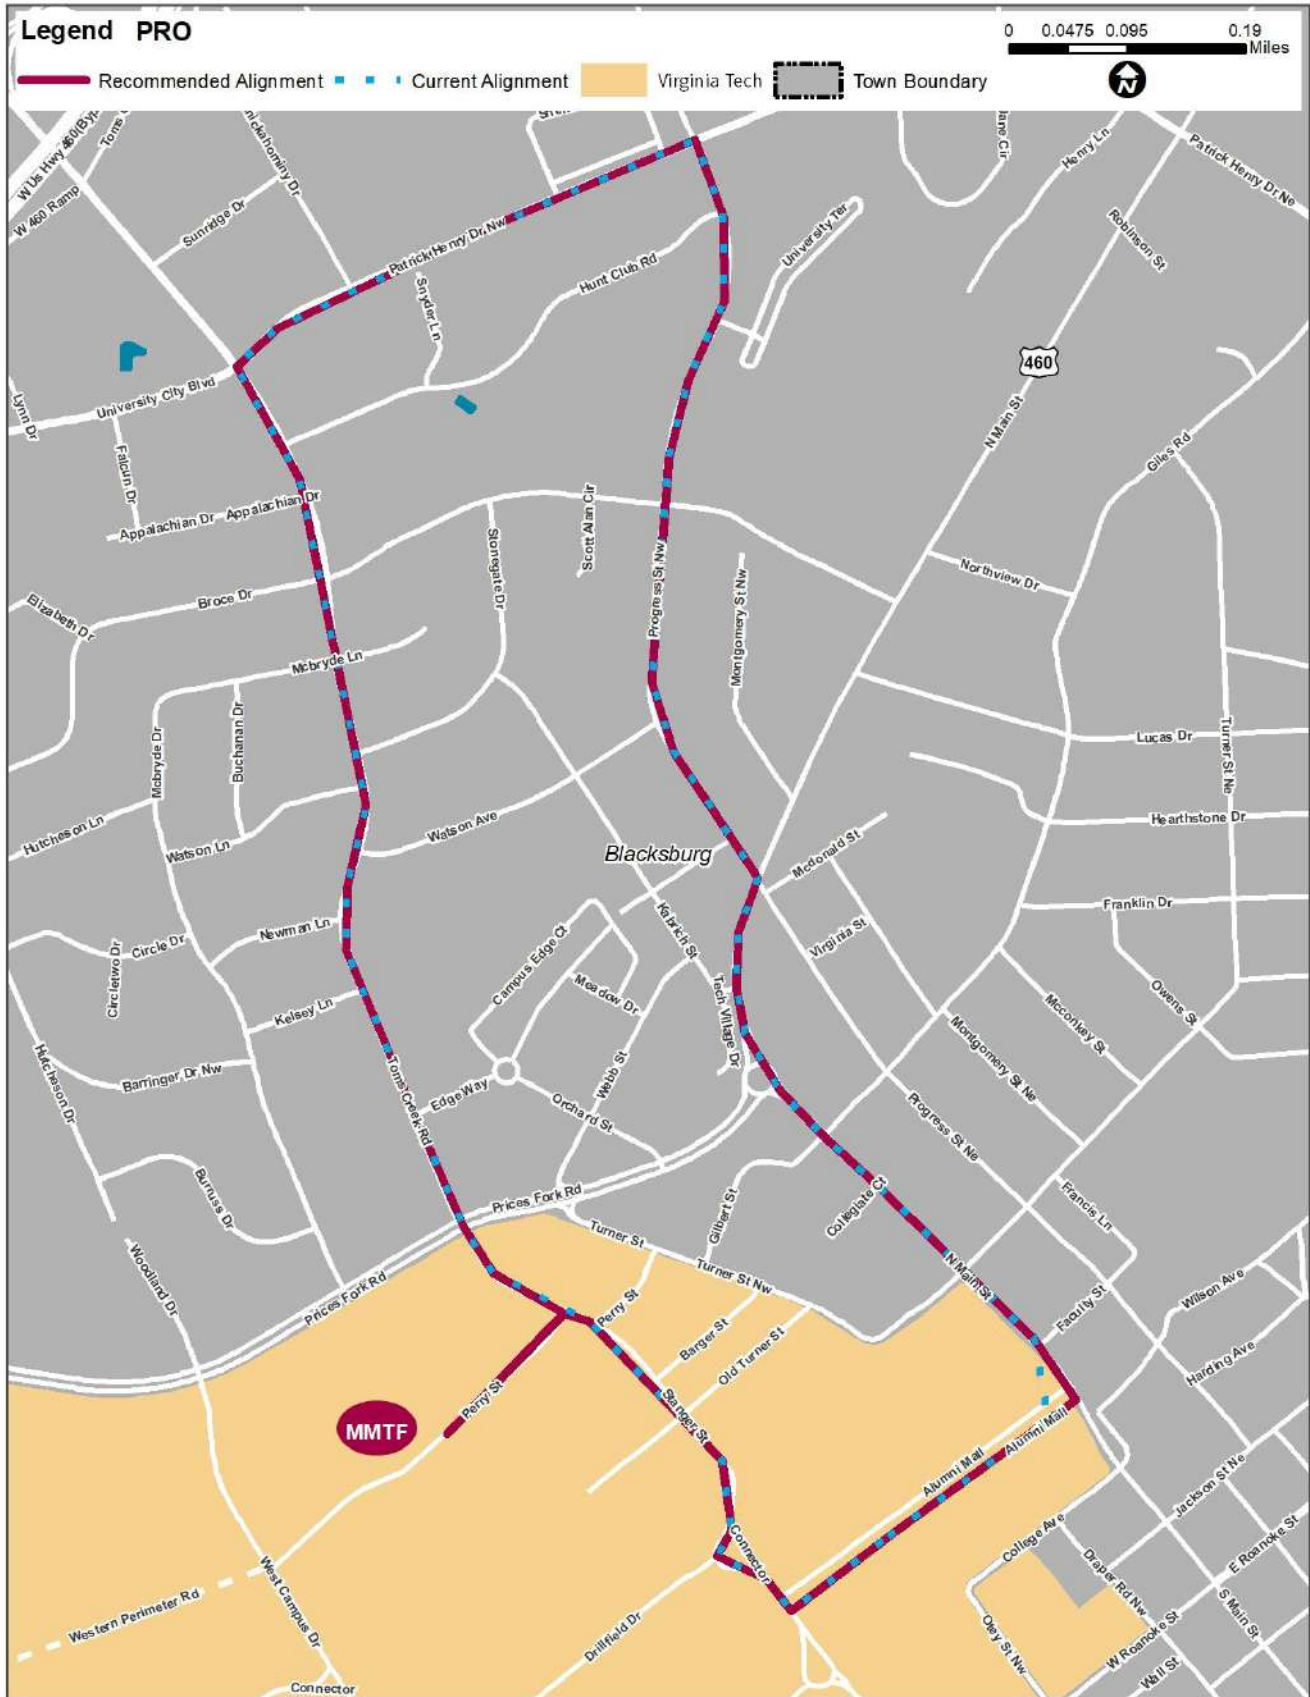 Legend PRO
0 0.0475 0.095 0.19
Miles
Recommended Alignment
Current Alignment
Virginia Tech
Town Boundary
N
W Us Hwy 460(Byp
Toms C
W 460 Ramp
Sunridge Dr
nickahominy Dr
Patrick Henry Dr Nw
Hunt Club Rd
Snyder Ln
University Ter
Henry Ln
Patrick Henry Dr Ne
Robinson St
460
N Main St
Giles Rd
University City Blvd
Lynn Dr
Falcun Dr
Appalachian Dr
Appalachian Dr
Scott Alan Cir
Stonegate Dr
Progress St Nw
Montgomery St Nw
Northview Dr
Elizabeth Dr
Broce Dr
Mcbryde Ln
Mcbryde Dr
Buchanan Dr
Lucas Dr
Turner St Ne
Hutcheson Ln
Watson Ln
Watson Ave
Blacksburg
Mcdonald St
Hearthstone Dr
Franklin Dr
Newman Ln
Circle Dr
Circletwo Dr
Kelsey Ln
Campus Edge Ct
Meadow Dr
Kabrich St
Tech Village Dr
Virginia St
Mcconkey St
Owens St
Montgomery St Ne
Hutcheson Dr
Barringer Dr Nw
Toms Creek Rd
Edge Way
Webb St
Orchard St
Progress St Ne
Burruss Dr
Prices Fork Rd
Turner St
Gilbert St
Collegiate Ct
Francis Ln
Woodland Dr
Prices Fork Rd
Turner St Nw
N Main St
Faculty St
Wilson Ave
Perry St
Barger St
Old Turner St
Harding Ave
MMTF
Perry St
Stanger St
Alumni Mall
Alumni Mall
Jackson St Ne
Connector
College Ave
Draper Rd Nw
E Roanoke St
West Campus Dr
Western Perimeter Rd
Drillfield Dr
Otey St Nw
S Main St
W Roanoke St
Wall St
Connector